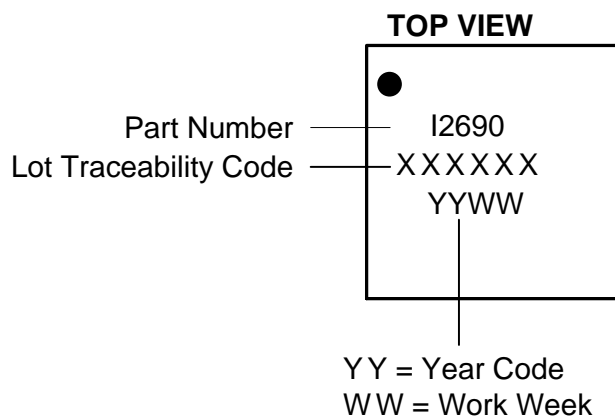 TOP VIEW
Part Number
I2690
Lot Traceability Code
XXXXXX
YYWW
YY = Year Code
WW = Work Week